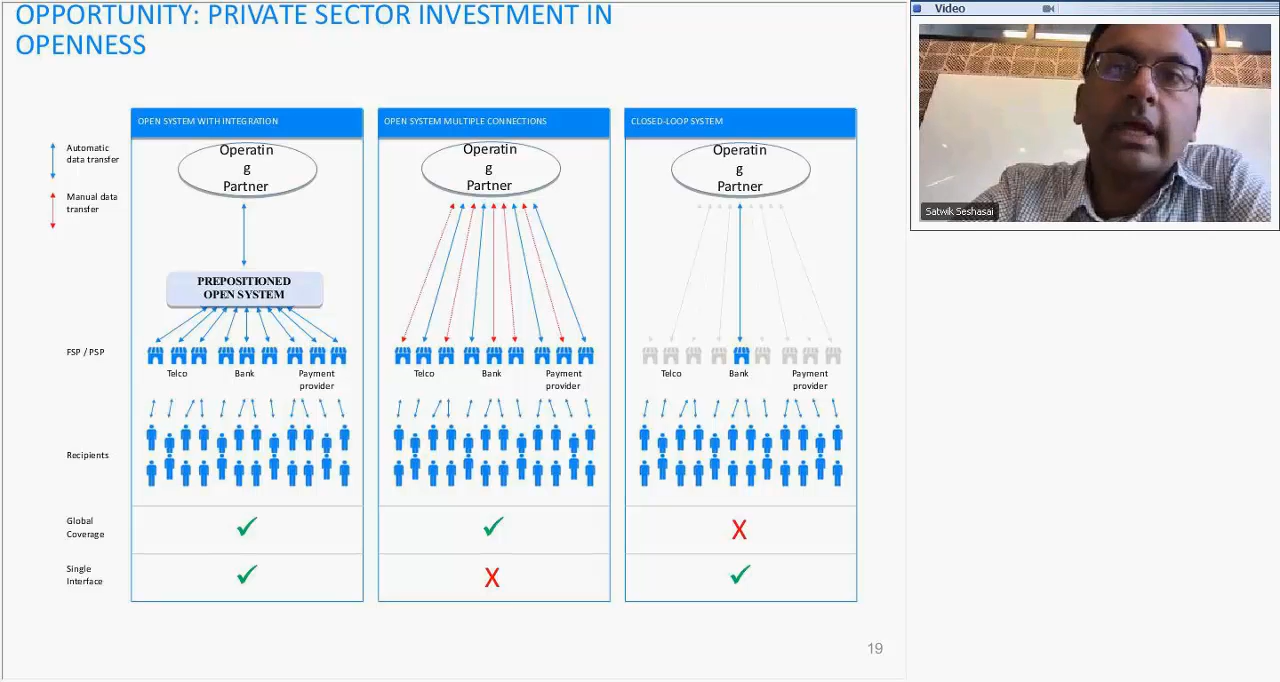 OPPORTUNITY: PRIVATE SECTOR INVESTMENT IN
OPENNESS
Automatic
data transfer
Manual data
transfer
OPEN SYSTEM WITH INTEGRATION
Operatin
g
Partner
PREPOSITIONED
OPEN SYSTEM
OPEN SYSTEM MULTIPLE CONNECTIONS
Operatin
g
Partner
CLOSED-LOOP SYSTEM
Operatin
g
Partner
FSP / PSP
Telco
Bank
Payment
provider
Telco
Bank
Payment
provider
Telco
Bank
Payment
provider
Recipients
Global
Coverage
X
Single
Interface
X
19
Video
Satwik Seshasai